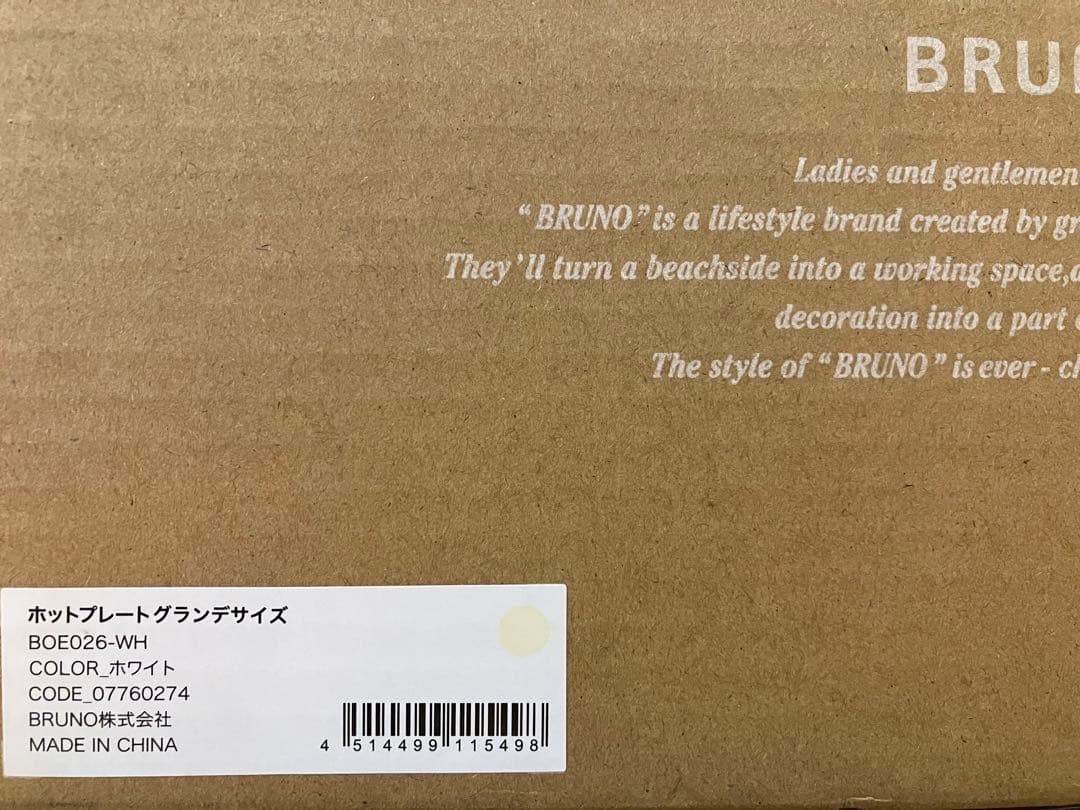 Ladies and gentlemen
“BRUNO” is a lifestyle brand created by
They’ll turn a beachside into a working space,
decoration into a part
The style of “BRUNO” is ever -
ホットプレートグランデサイズ
BOE026-WH
COLOR_ホワイト
CODE_07760274
BRUNO株式会社
MADE IN CHINA
4 514499 115498